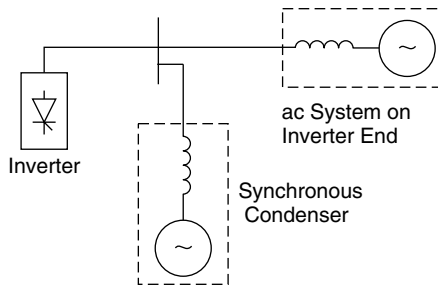 ~
ac System on
Inverter End
Inverter
Synchronous
Condenser
~